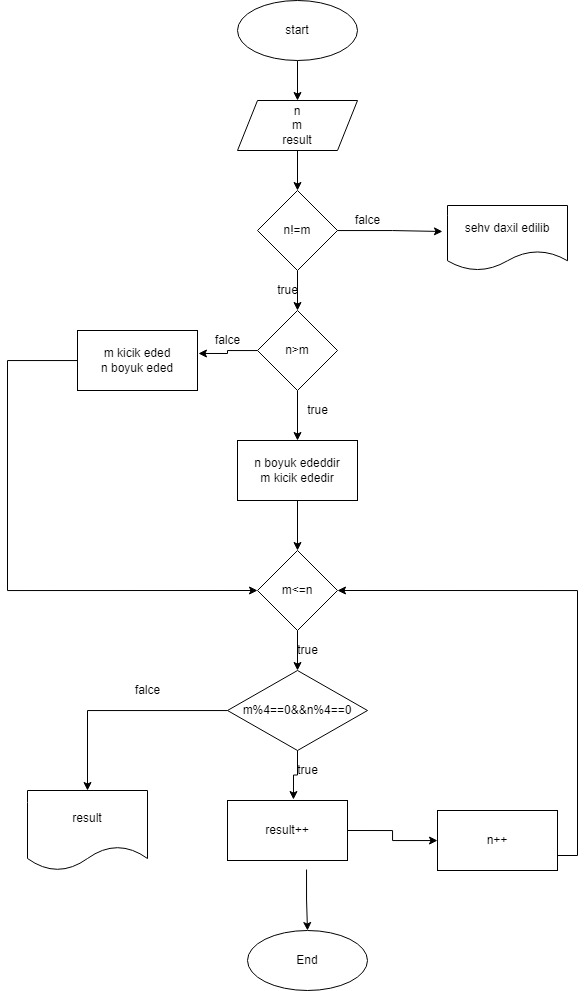 start
n
m
result
n!=m
falce
sehv daxil edilib
true
n>m
falce
m kicik eded
n boyuk eded
true
n boyuk ededdir
m kicik ededir
m<=n
true
m%4==0&&n%4==0
falce
true
result
result++
n++
End